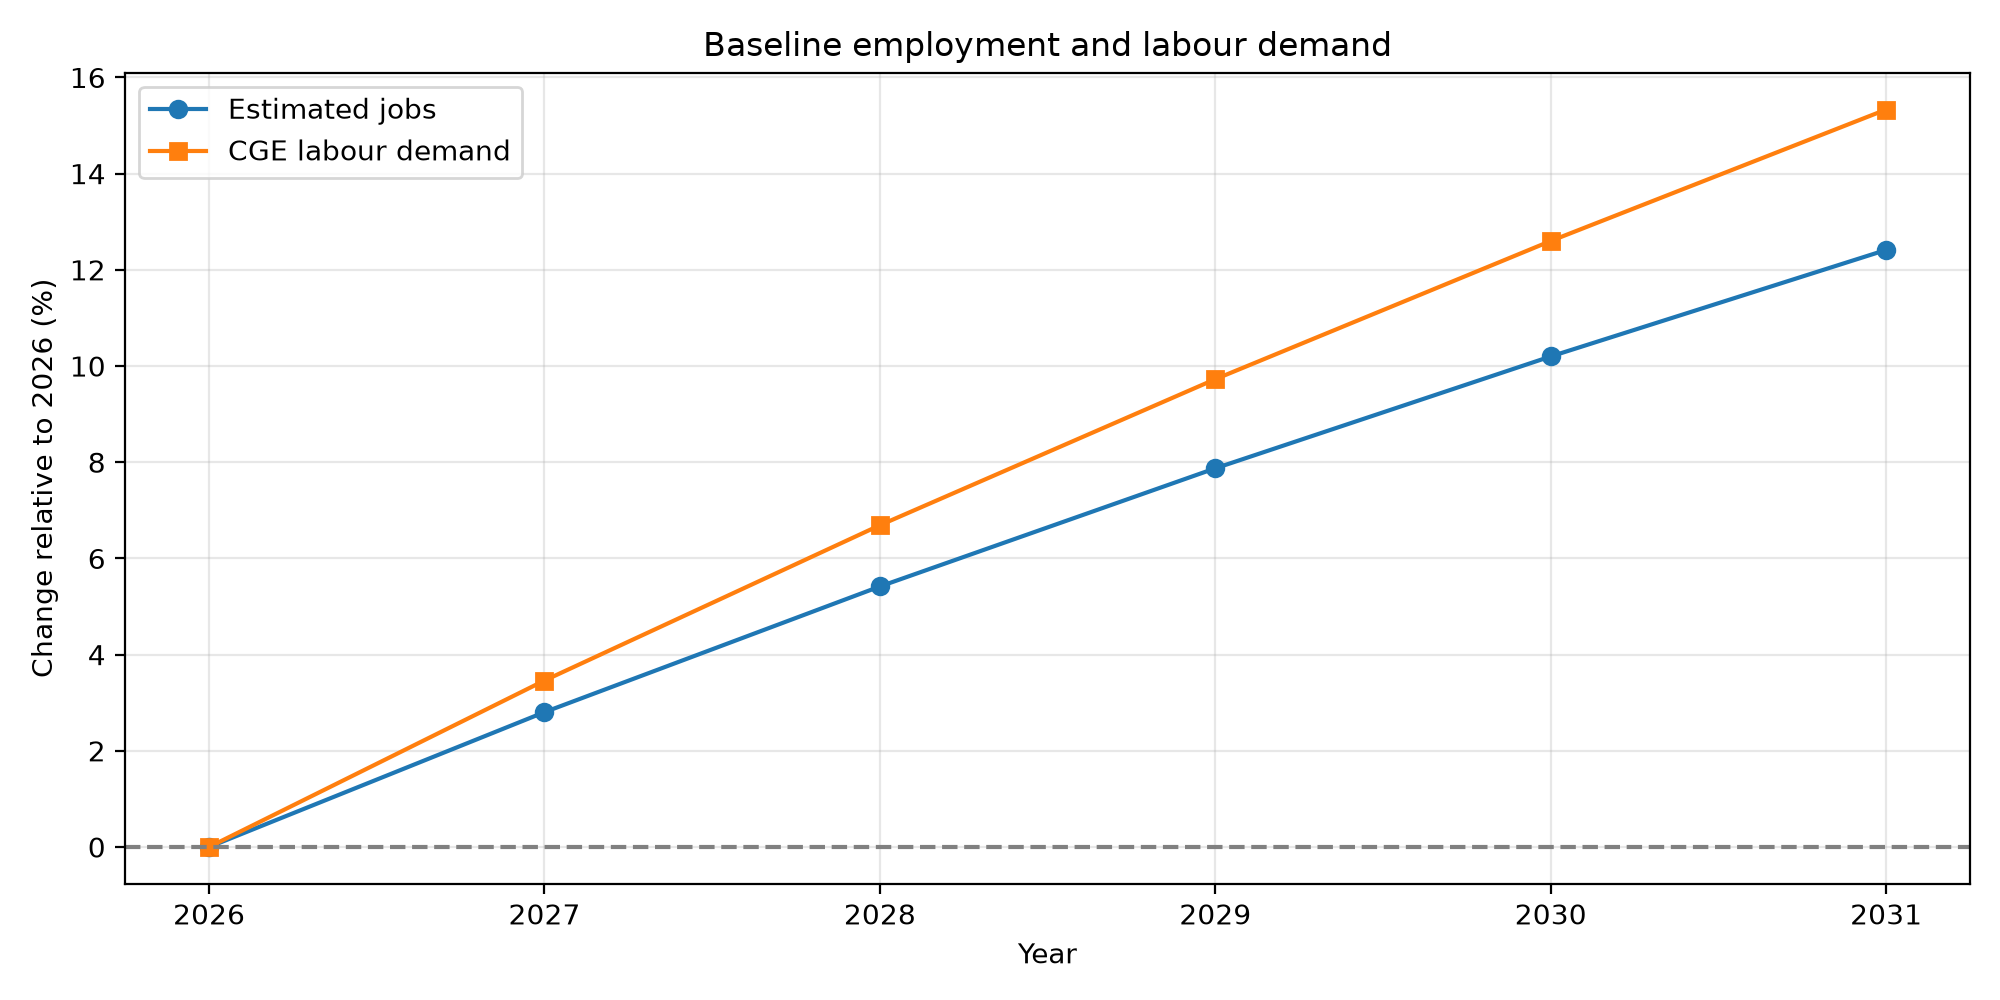 Baseline employment and labour demand
Estimated jobs
CGE labour demand
Change relative to 2026 (%)
16
14
12
10
8
6
4
2
0
2026 2027 2028 2029 2030 2031
Year